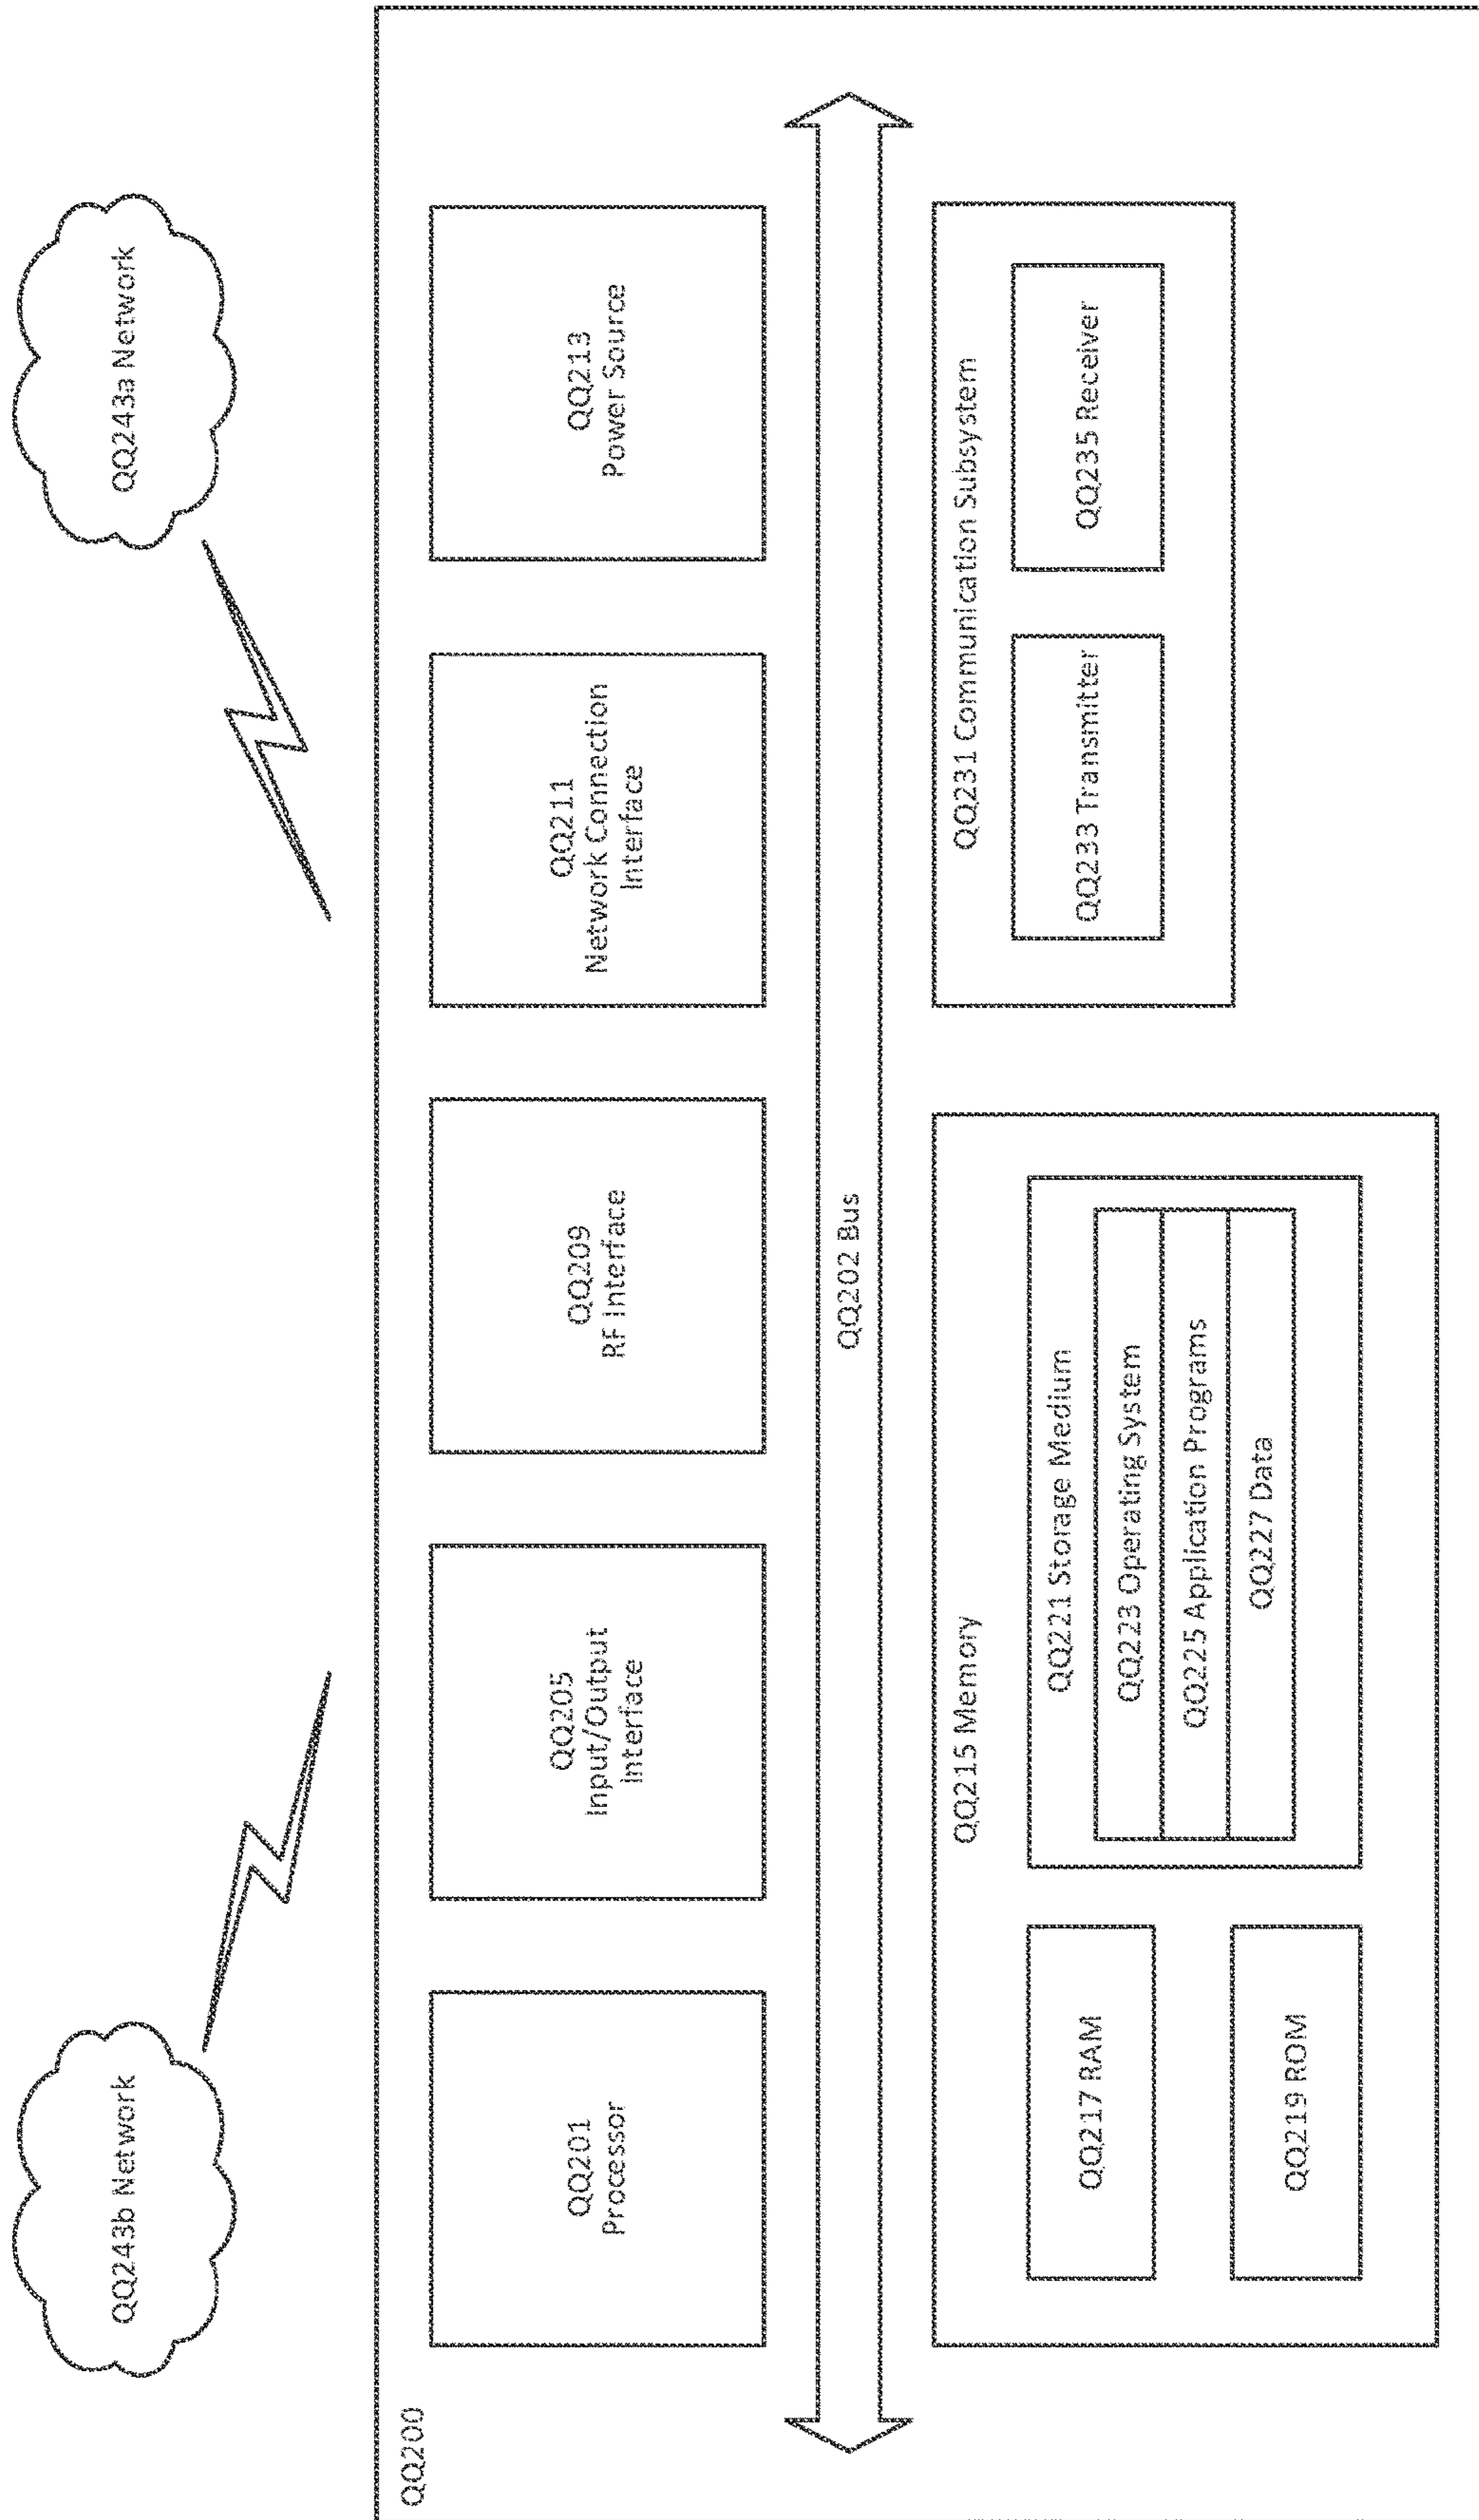 QQ243b Network
QQ243a Network
QQ200
QQ201
Processor
QQ205
Input/Output
Interface
QQ209
RF Interface
QQ211
Network Connection
Interface
QQ213
Power Source
QQ202 Bus
QQ215 Memory
QQ217 RAM
QQ219 ROM
QQ221 Storage Medium
QQ223 Operating System
QQ225 Application Programs
QQ227 Data
QQ231 Communication Subsystem
QQ233 Transmitter
QQ235 Receiver